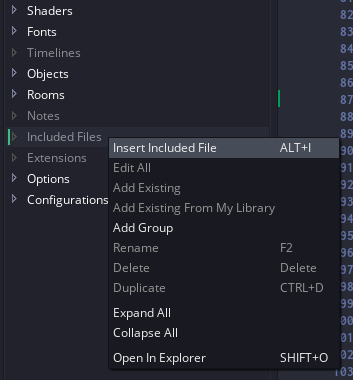 Shaders
Fonts
Timelines
Objects
Rooms
Notes
Included Files
Extensions
Options
Configurations
Insert Included File ALT+I
Edit All
Add Existing
Add Existing From My Library
Add Group
Rename F2
Delete Delete
Duplicate CTRL+D
Expand All
Collapse All
Open In Explorer SHIFT+O
82
83
84
85
86
87
88
89
90
91
92
93
94
95
96
97
98
99
100
101
102
103